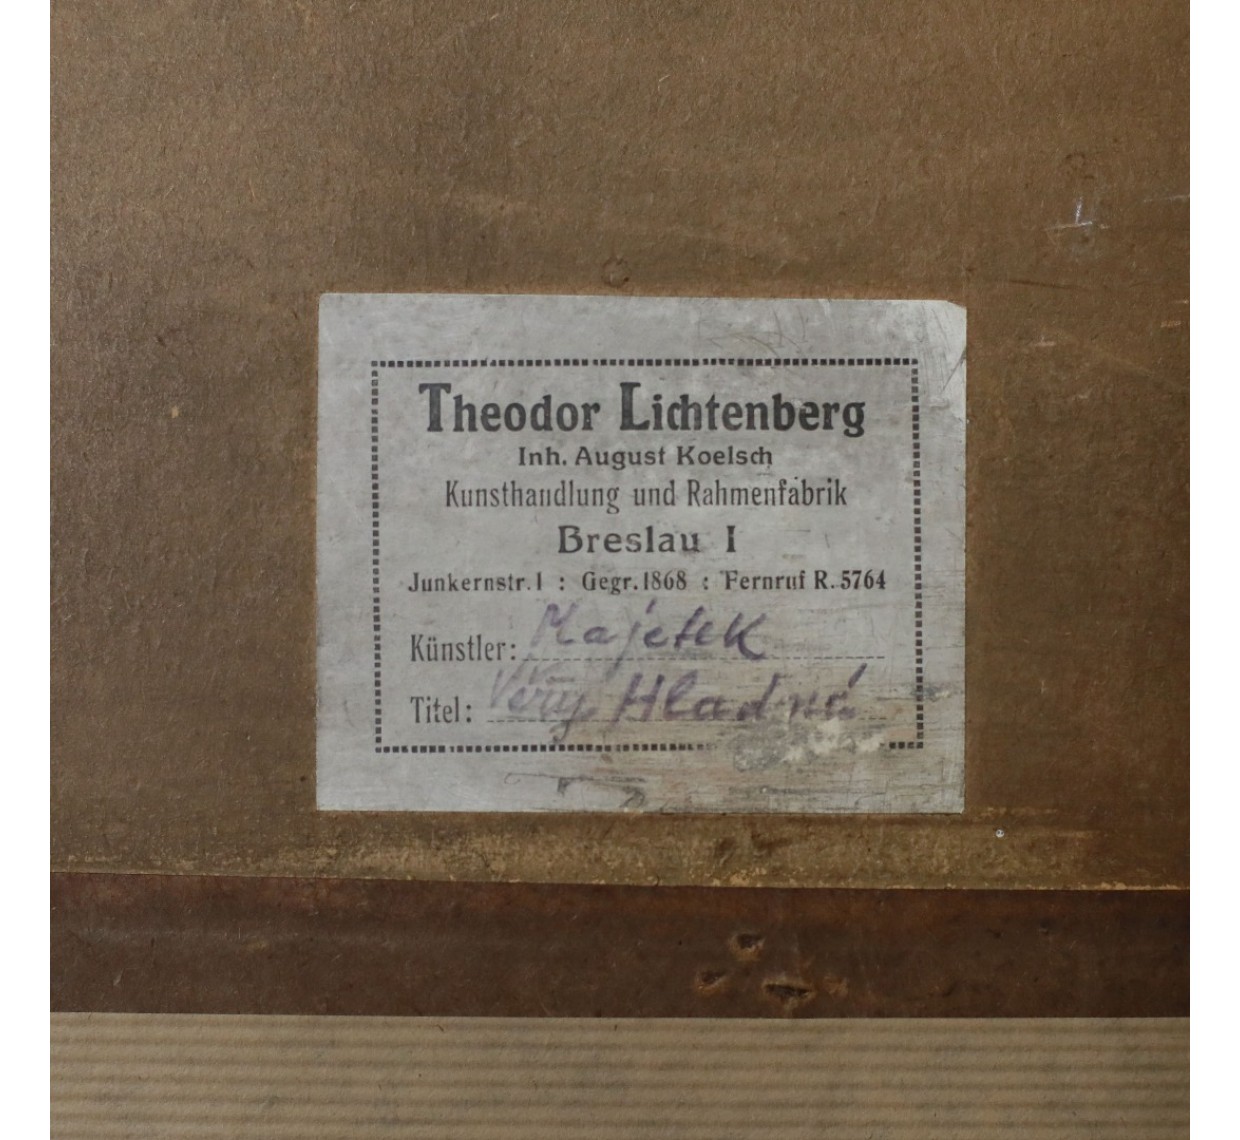 Theodor Lichtenberg
Inh. August Koelsch
Kunsthandlung und Rahmenfabrik
Breslau I
Junkernstr. 1 : Gegr. 1868 : Fernruf R. 5764
Künstler: Majetek
Titel: Věry Hladná